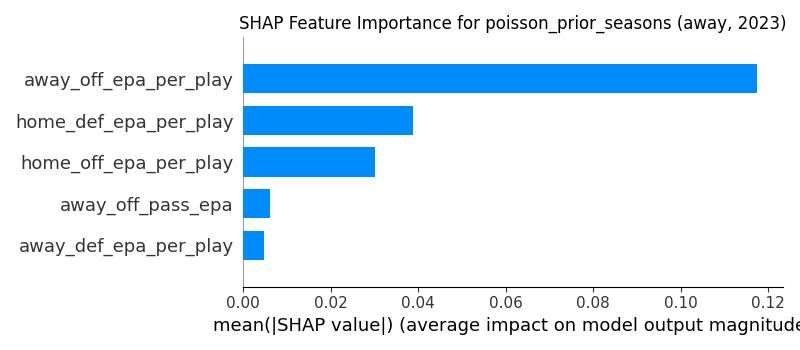 SHAP Feature Importance for poisson_prior_seasons (away, 2023)
away_off_epa_per_play
home_def_epa_per_play
home_off_epa_per_play
away_off_pass_epa
away_def_epa_per_play
0.00 0.02 0.04 0.06 0.08 0.10 0.12
mean(|SHAP value|) (average impact on model output magnitude